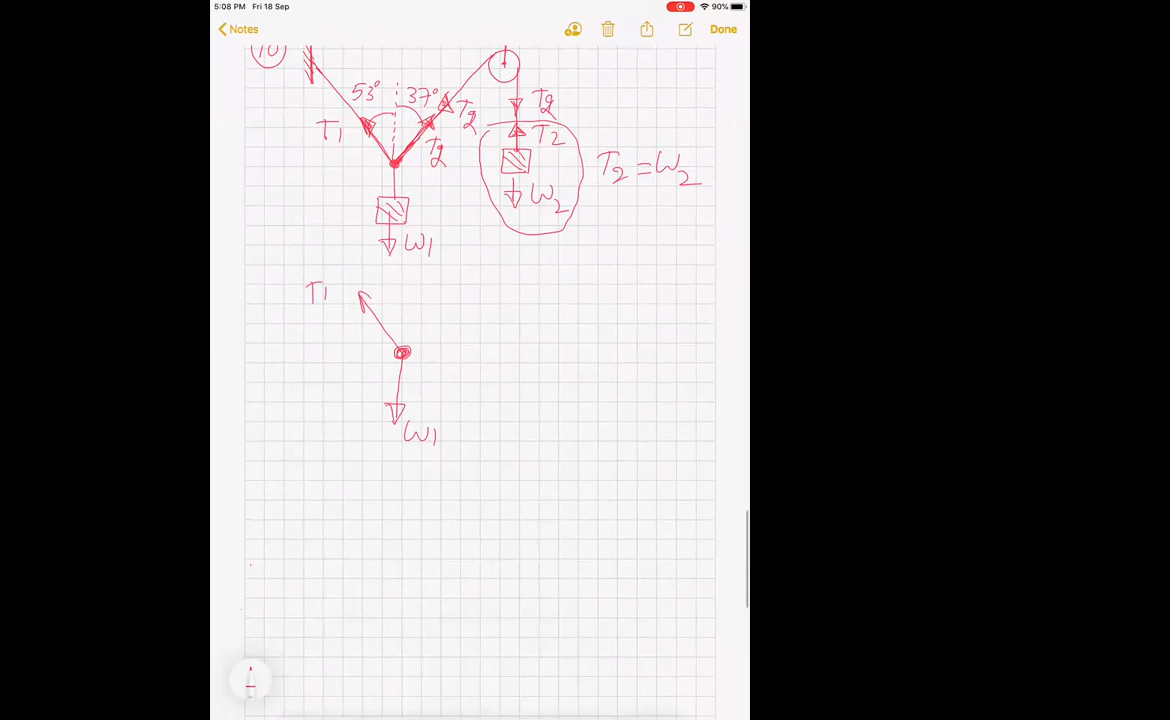 5:08 PM Fri 18 Sep
90%
Notes
Done
10
53° 37°
T1
T2
T2
T2
T2
W2
T2 = W2
W1
T1
W1